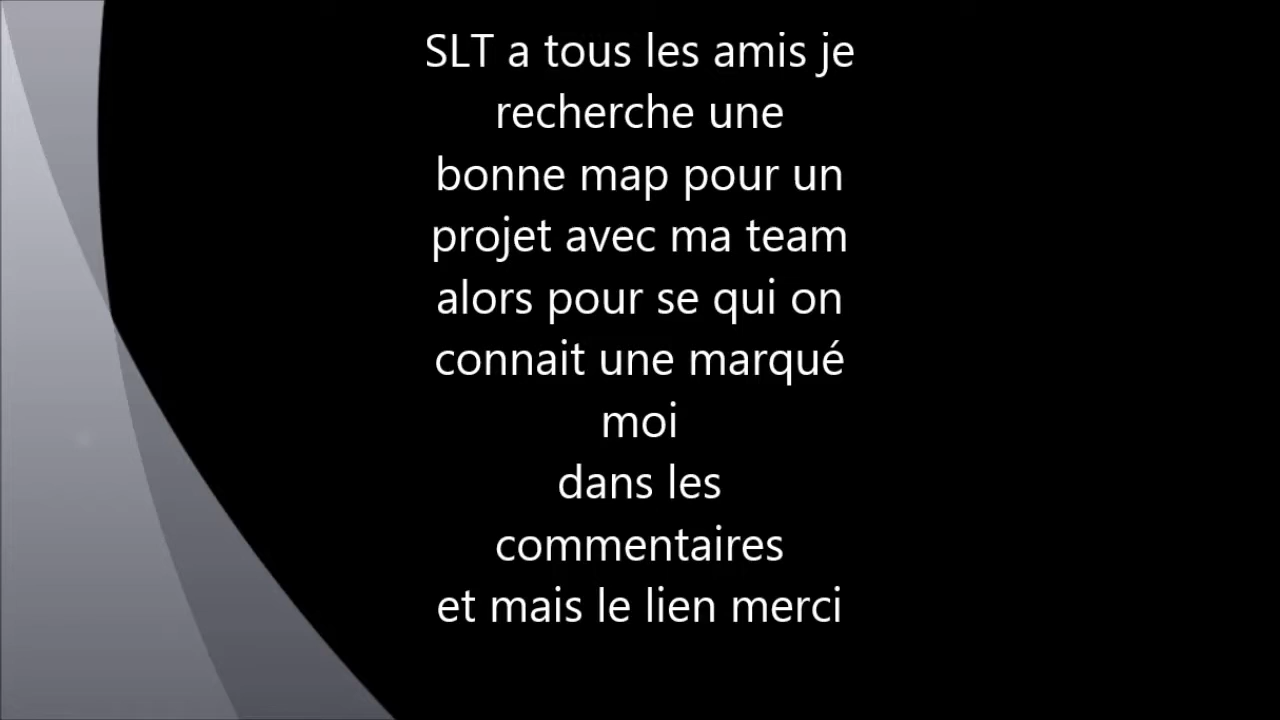 SLT a tous les amis je
recherche une
bonne map pour un
projet avec ma team
alors pour se qui on
connait une marqué
moi
dans les
commentaires
et mais le lien merci